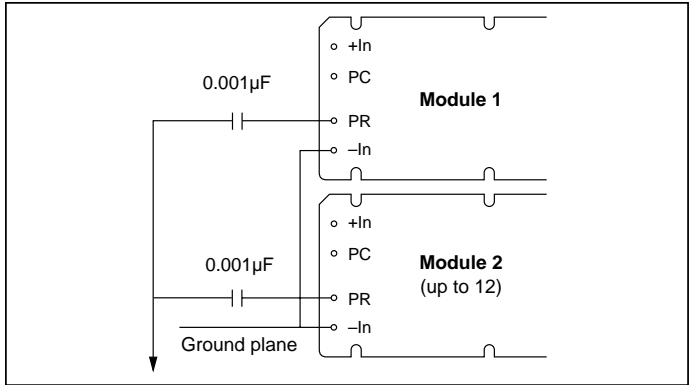 +In
PC
0.001µF
Module 1
PR
–In
+In
PC
0.001µF
Module 2
(up to 12)
PR
–In
Ground plane